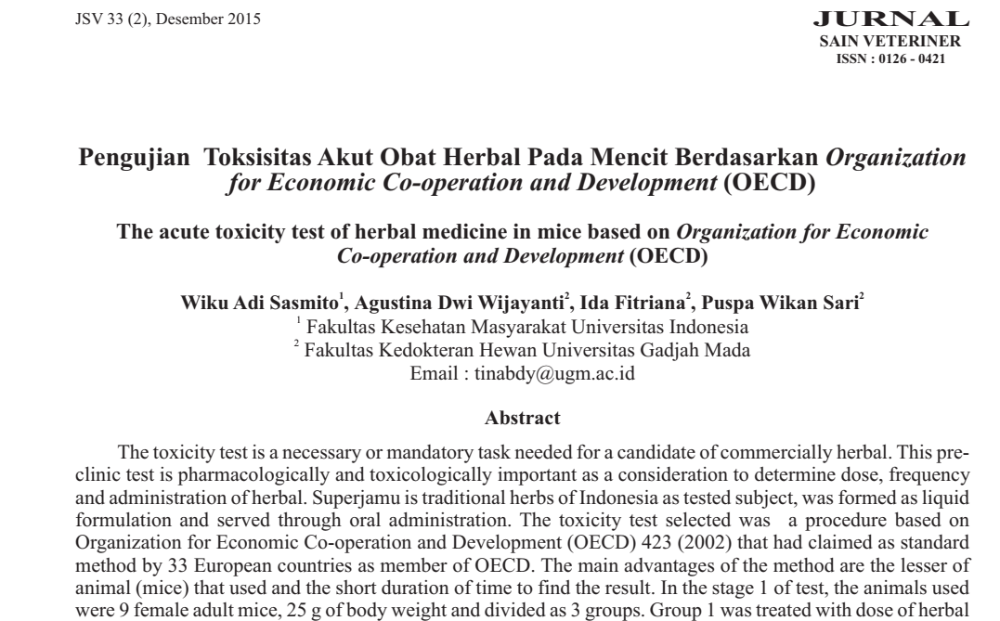 JSV 33 (2), Desember 2015
JURNAL
SAIN VETERINER
ISSN : 0126 - 0421
Pengujian Toksisitas Akut Obat Herbal Pada Mencit Berdasarkan Organization
for Economic Co-operation and Development (OECD)
The acute toxicity test of herbal medicine in mice based on Organization for Economic
Co-operation and Development (OECD)
Wiku Adi Sasmito¹, Agustina Dwi Wijayanti², Ida Fitriana², Puspa Wikan Sari²
¹ Fakultas Kesehatan Masyarakat Universitas Indonesia
² Fakultas Kedokteran Hewan Universitas Gadjah Mada
Email : tinabdy@ugm.ac.id
Abstract
The toxicity test is a necessary or mandatory task needed for a candidate of commercially herbal. This pre-
clinic test is pharmacologically and toxicologically important as a consideration to determine dose, frequency
and administration of herbal. Superjamu is traditional herbs of Indonesia as tested subject, was formed as liquid
formulation and served through oral administration. The toxicity test selected was a procedure based on
Organization for Economic Co-operation and Development (OECD) 423 (2002) that had claimed as standard
method by 33 European countries as member of OECD. The main advantages of the method are the lesser of
animal (mice) that used and the short duration of time to find the result. In the stage 1 of test, the animals used
were 9 female adult mice, 25 g of body weight and divided as 3 groups. Group 1 was treated with dose of herbal